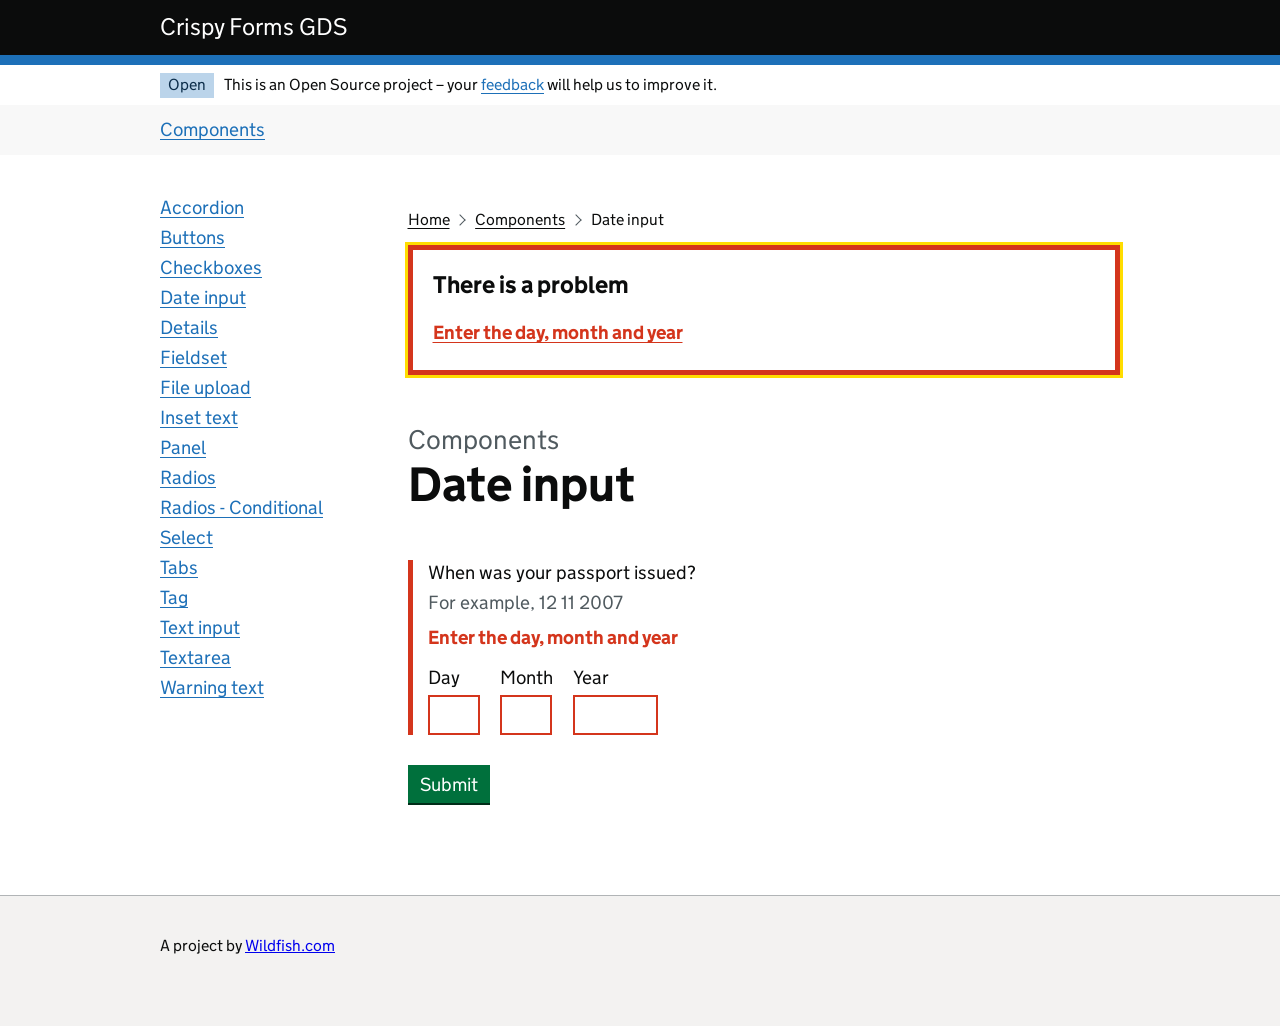 Crispy Forms GDS
Open This is an Open Source project – your feedback will help us to improve it.
Components
Accordion
Buttons
Checkboxes
Date input
Details
Fieldset
File upload
Inset text
Panel
Radios
Radios - Conditional
Select
Tabs
Tag
Text input
Textarea
Warning text
Home Components Date input
There is a problem
Enter the day, month and year
Components
Date input
When was your passport issued?
For example, 12 11 2007
Enter the day, month and year
Day Month Year
Submit
A project by Wildfish.com